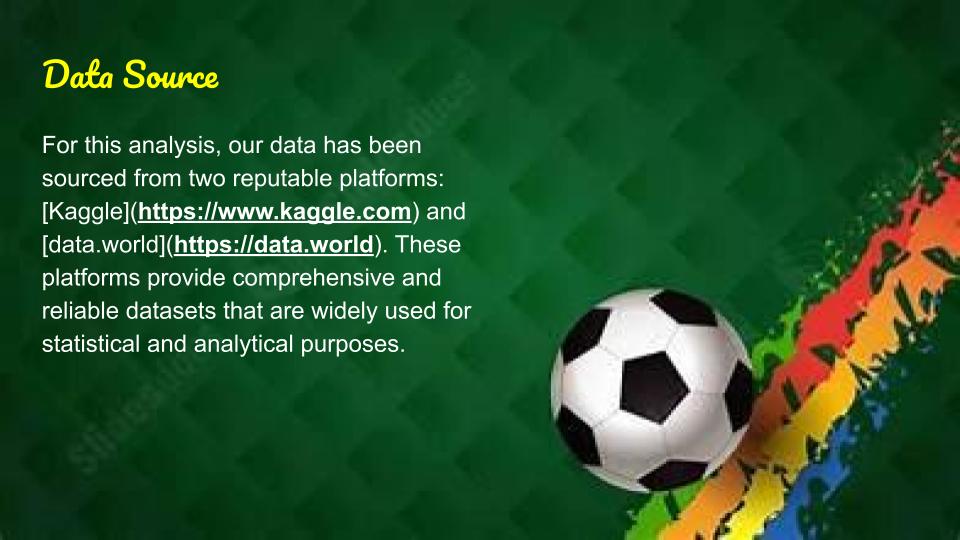 Data Source
For this analysis, our data has been
sourced from two reputable platforms:
[Kaggle](https://www.kaggle.com) and
[data.world](https://data.world). These
platforms provide comprehensive and
reliable datasets that are widely used for
statistical and analytical purposes.